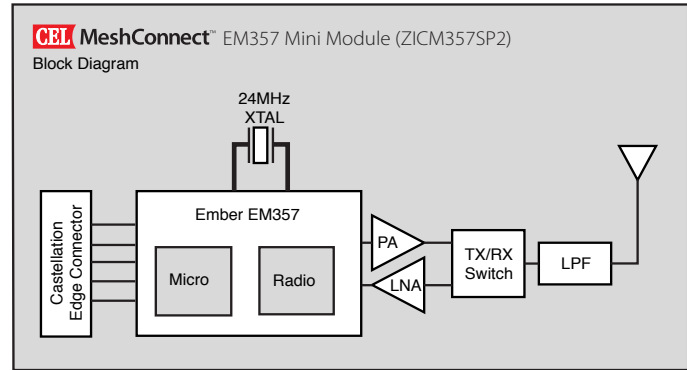 CEL MeshConnect™ EM357 Mini Module (ZICM357SP2)
Block Diagram
24MHz
XTAL
Castellation
Edge Connector
Ember EM357
Micro
Radio
PA
LNA
TX/RX
Switch
LPF